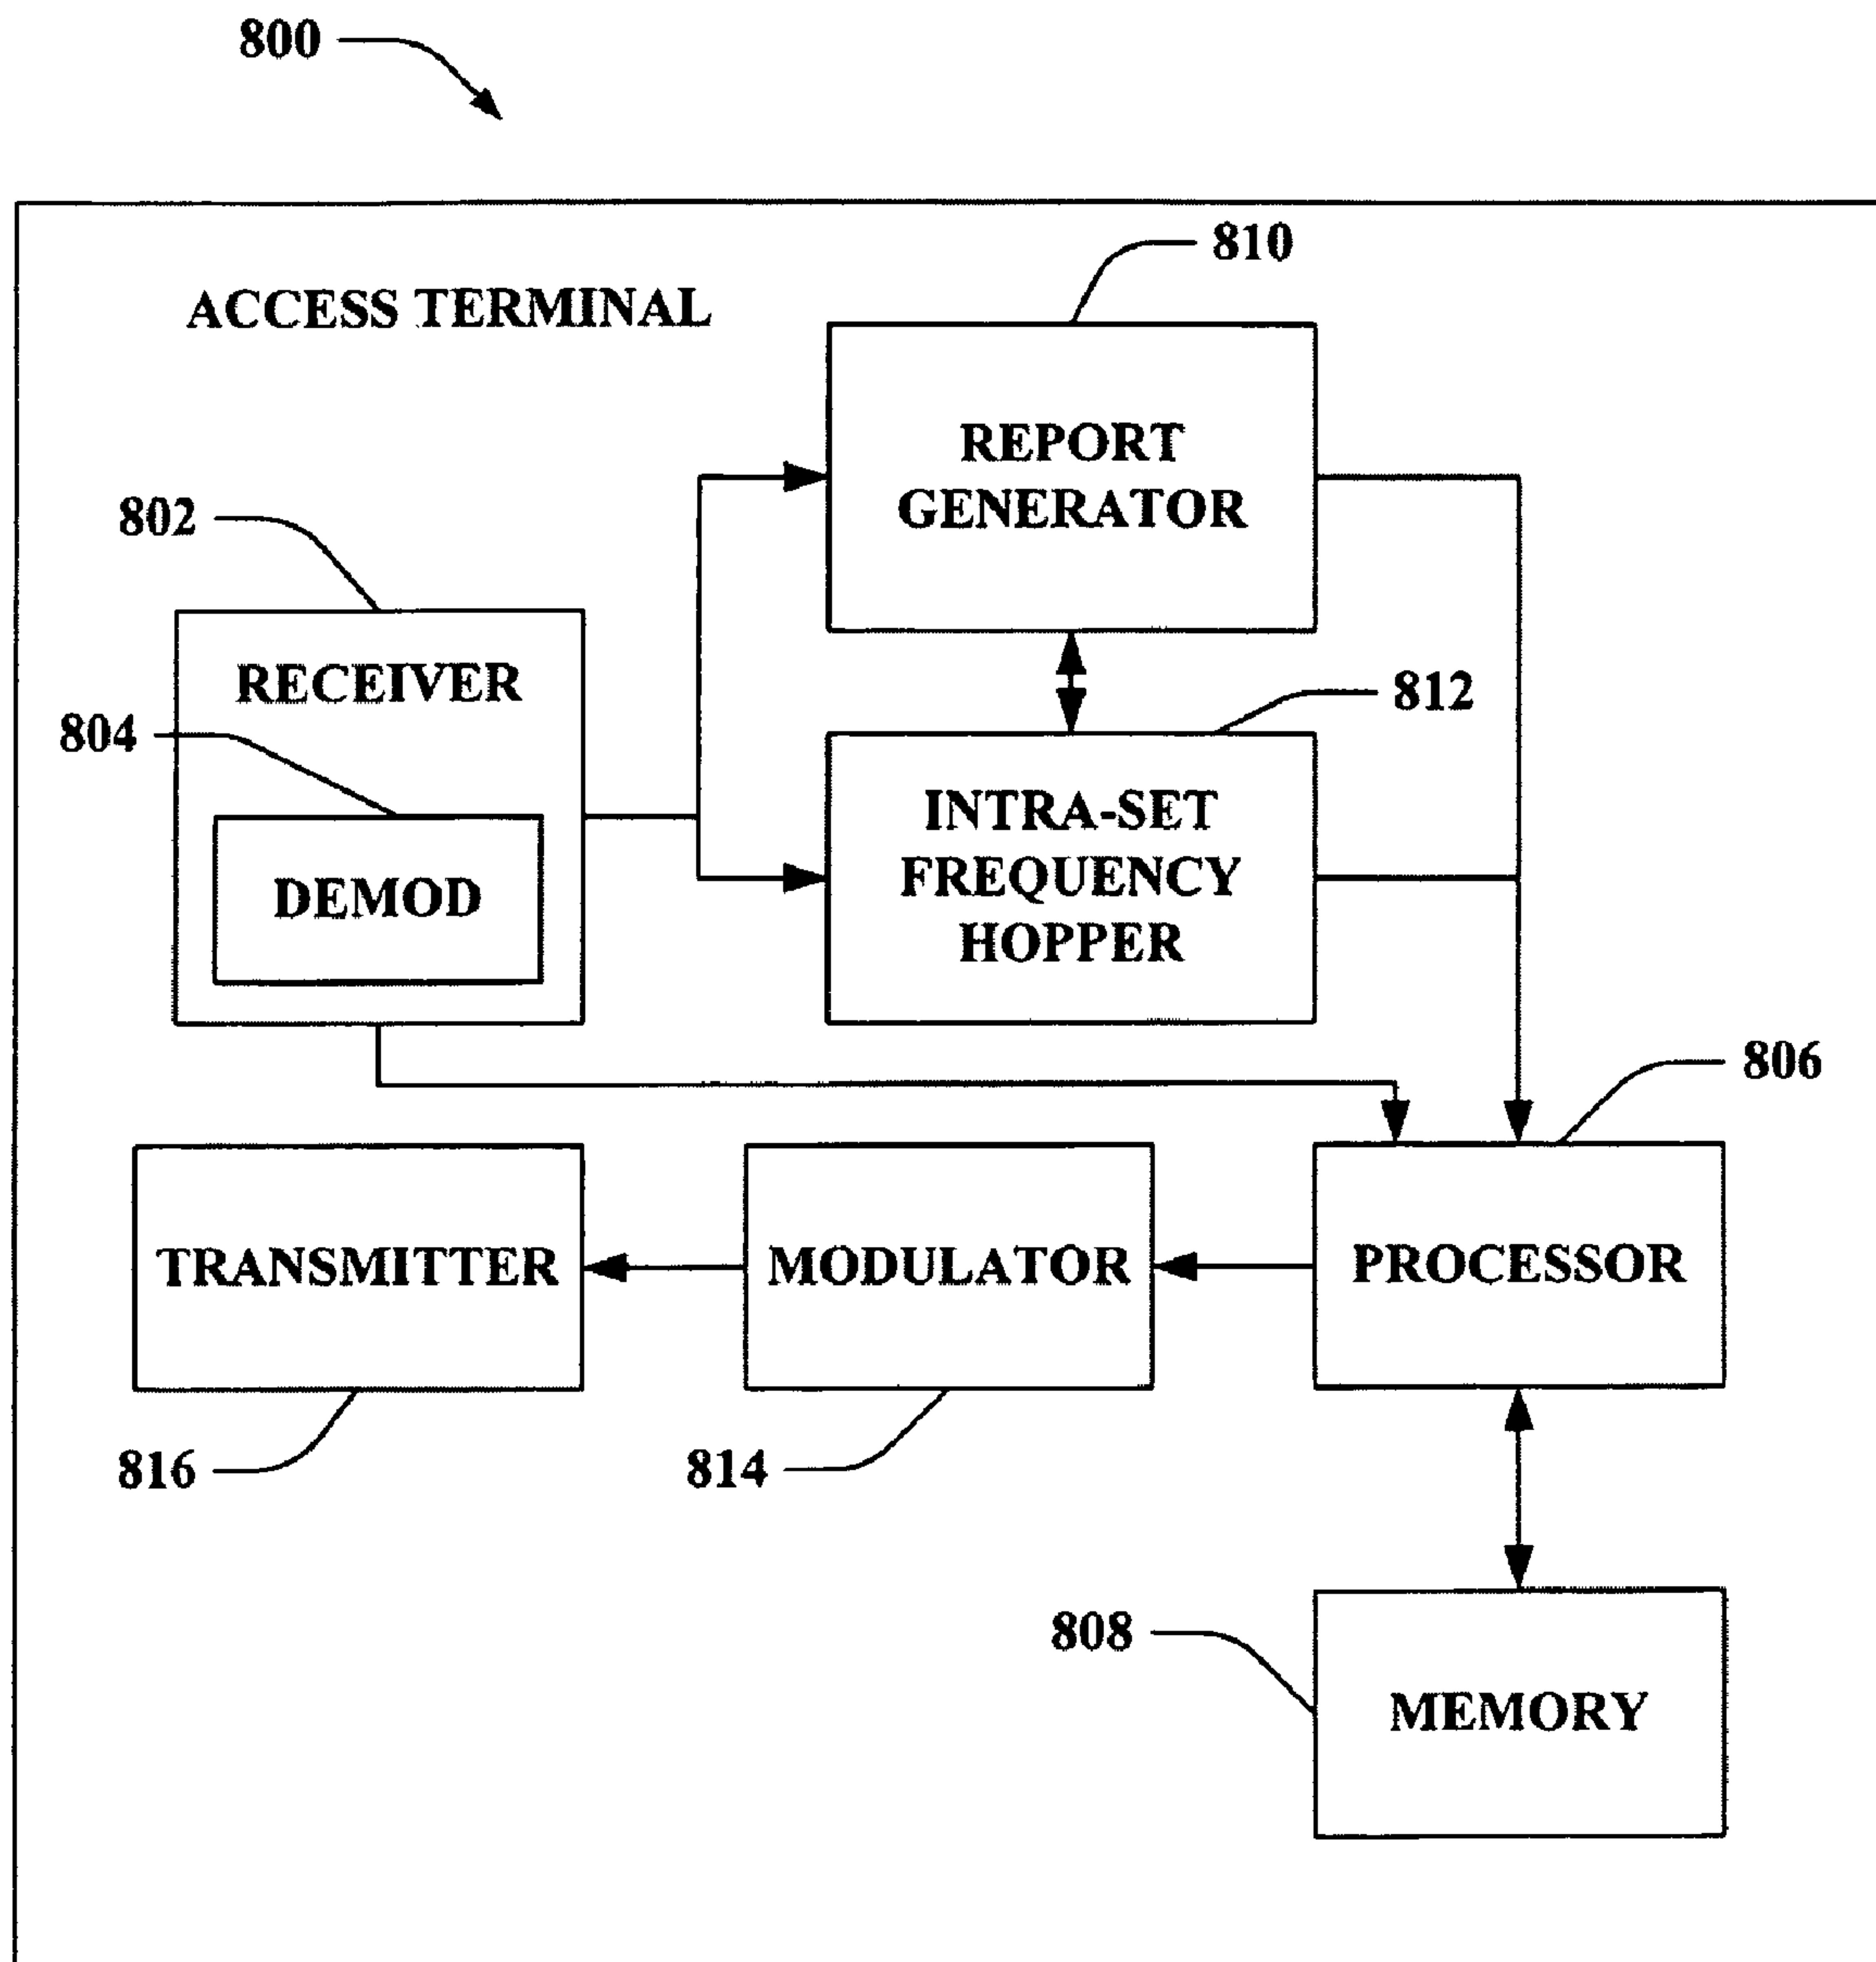 800
810
ACCESS TERMINAL
REPORT
GENERATOR
802
RECEIVER
812
804
INTRA-SET
FREQUENCY
HOPPER
DEMOD
806
TRANSMITTER
MODULATOR
PROCESSOR
816
814
808
MEMORY